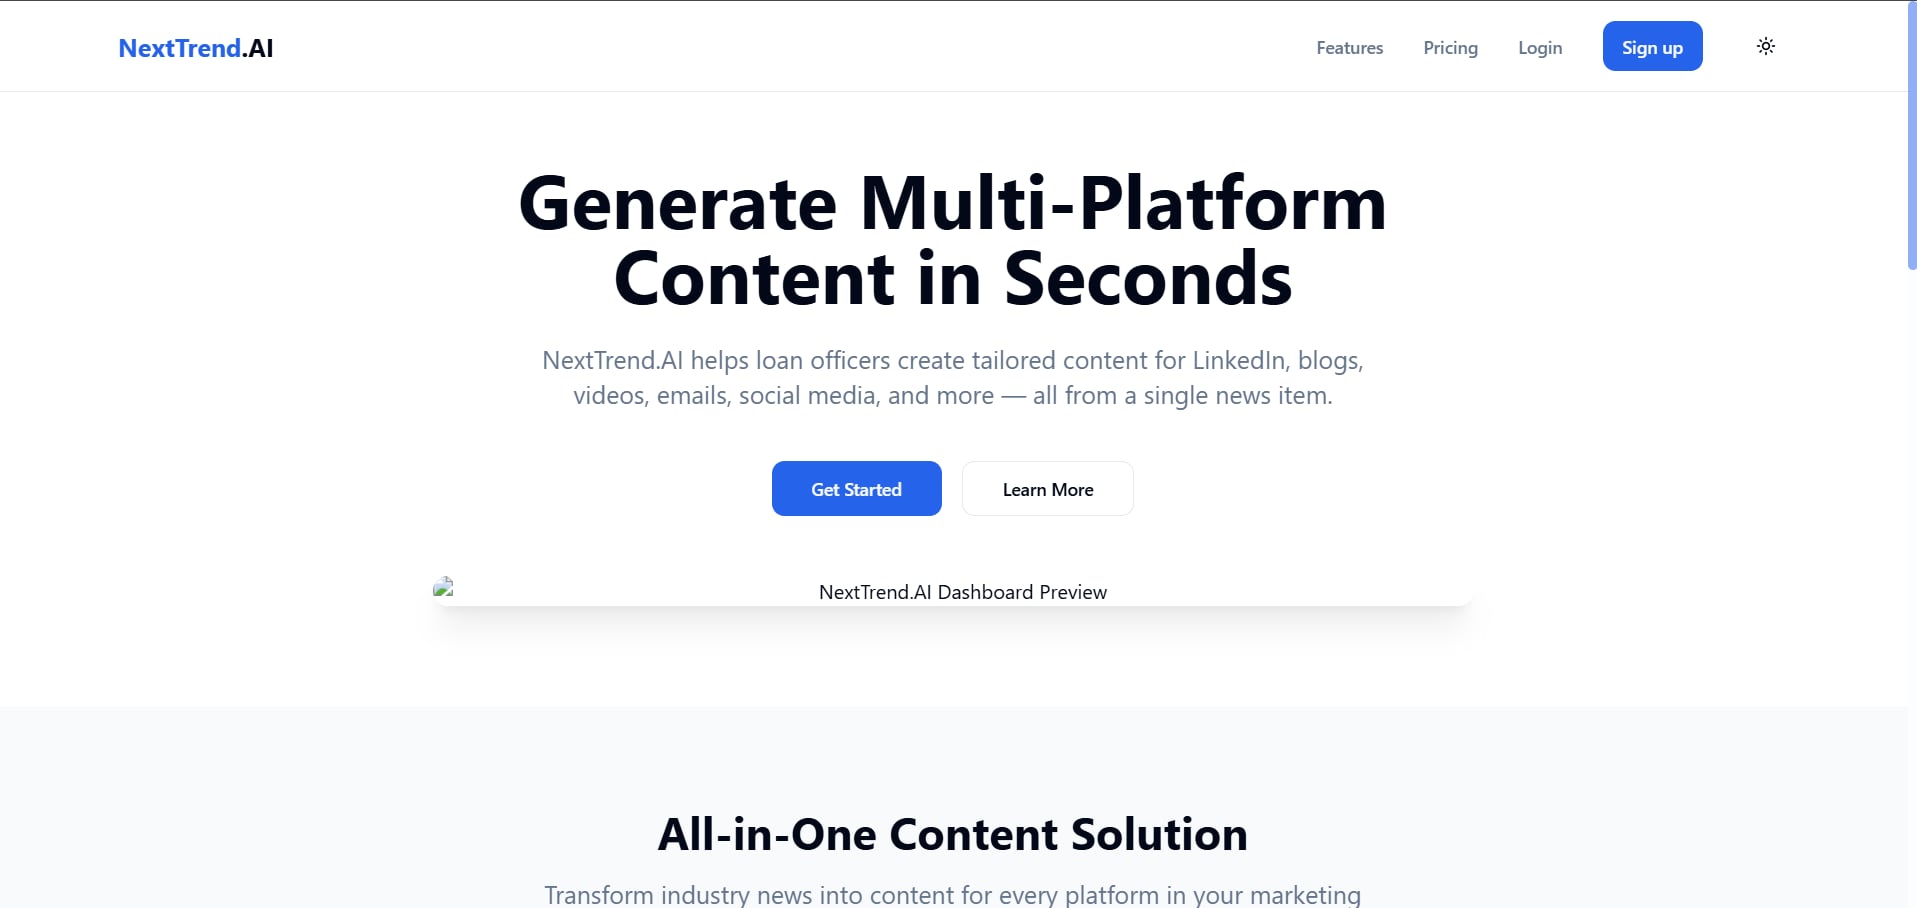 NextTrend.AI
Features
Pricing
Login
Sign up
Generate Multi-Platform
Content in Seconds
NextTrend.AI helps loan officers create tailored content for LinkedIn, blogs,
videos, emails, social media, and more — all from a single news item.
Get Started
Learn More
NextTrend.AI Dashboard Preview
All-in-One Content Solution
Transform industry news into content for every platform in your marketing